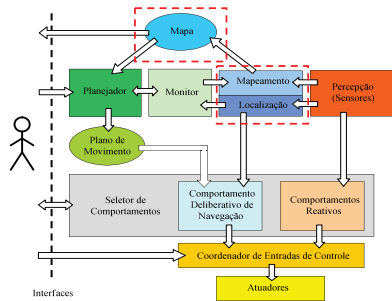 Mapa
Planejador
Monitor
Mapeamento
Localização
Percepção
(Sensores)
Plano de
Movimento
Seletor de
Comportamentos
Comportamento
Deliberativo de
Navegação
Comportamentos
Reativos
Coordenador de Entradas de Controle
Atuadores
Interfaces